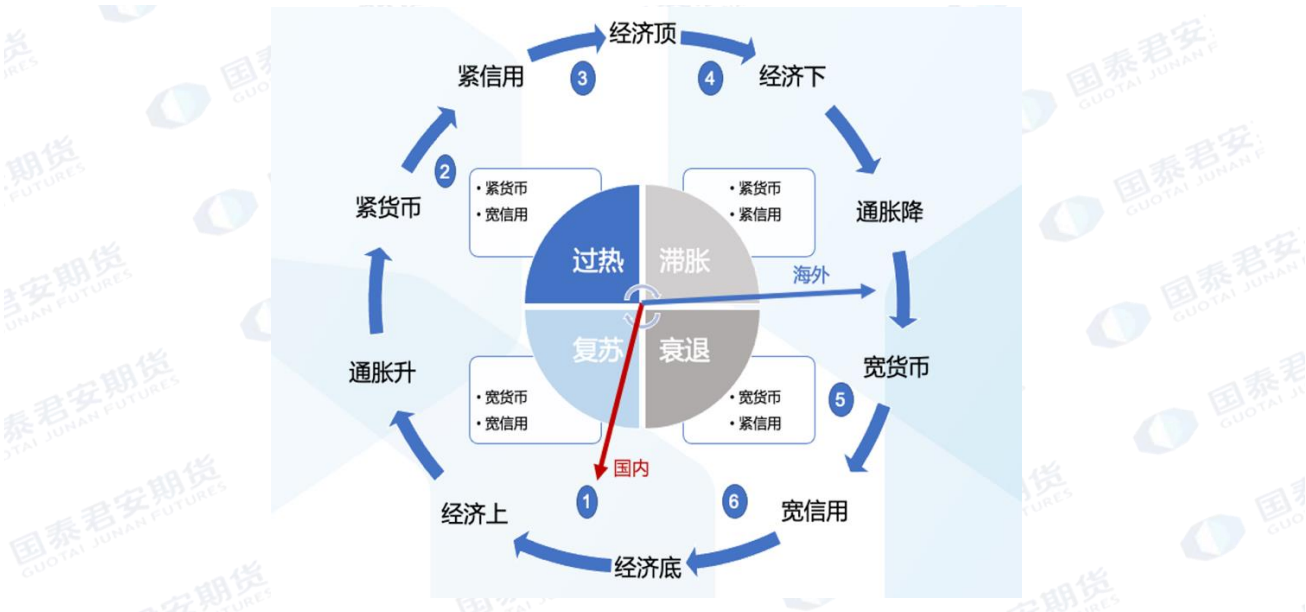 经济顶
3
4
紧信用
经济下
2
紧货币
• 紧货币
• 宽信用
• 紧货币
• 紧信用
通胀降
过热
滞胀
海外
复苏
衰退
通胀升
宽货币
• 宽货币
• 宽信用
• 宽货币
• 紧信用
5
国内
1
6
经济上
宽信用
经济底
国泰君安期货
GUOTAI JUNAN FUTURES